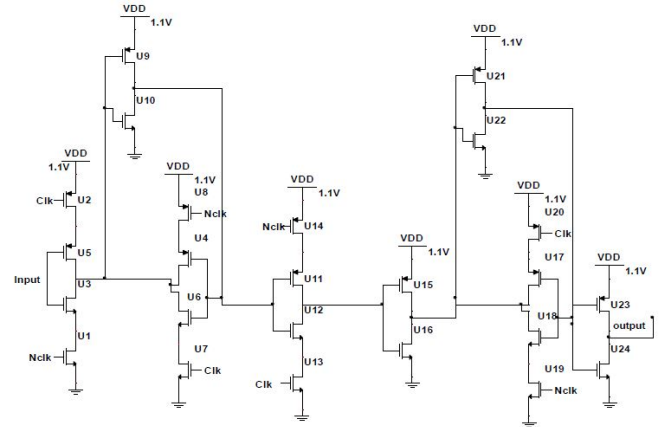 VDD
1.1V
U9
U10
VDD
1.1V
U21
U22
VDD
1.1V
Clk
U2
U5
Input
U3
U1
Nclk
VDD
1.1V
U8
Nclk
U4
U6
U7
Clk
VDD
1.1V
Nclk
U14
U11
U12
U13
Clk
VDD
1.1V
U15
U16
VDD
1.1V
U20
Clk
U17
U18
U19
Nclk
VDD
1.1V
U23
output
U24